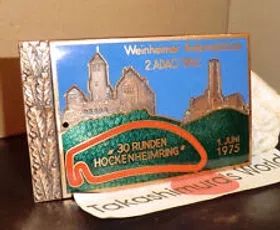 Weinheimer
2.ADAC
„30 RUNDEN
HOCKENHEIMRING"
1. JUNI
1975
takashimura's World